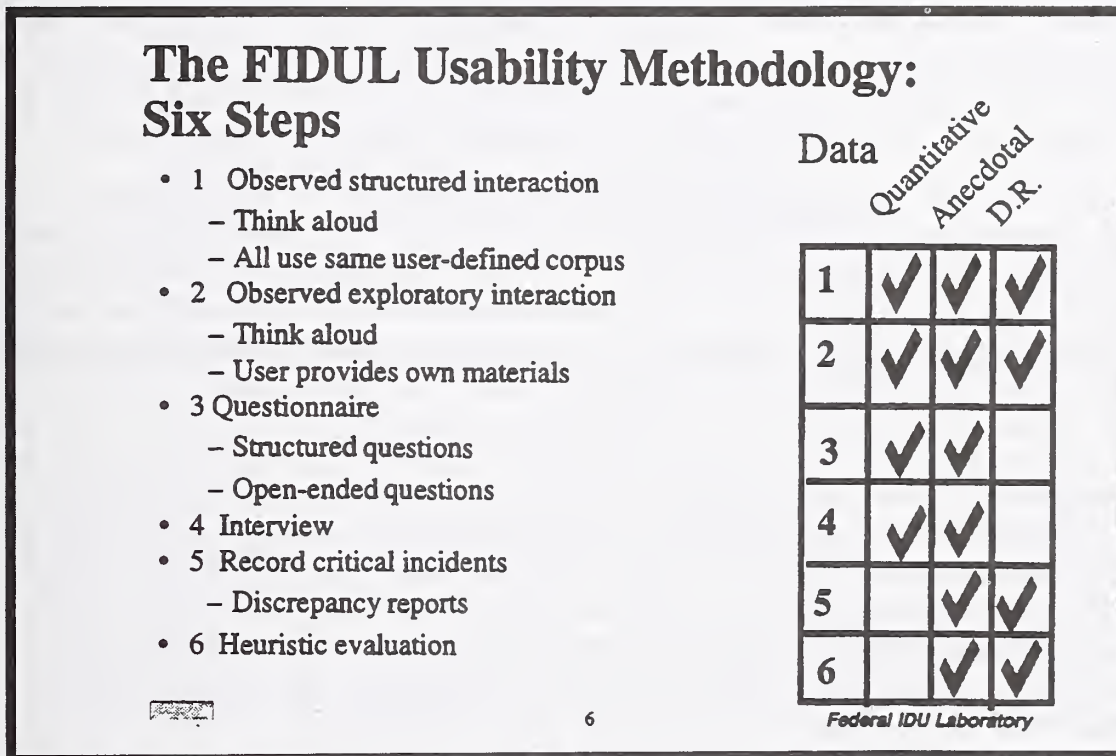 The FIDUL Usability Methodology:
Six Steps
• 1 Observed structured interaction
– Think aloud
– All use same user-defined corpus
• 2 Observed exploratory interaction
– Think aloud
– User provides own materials
• 3 Questionnaire
– Structured questions
– Open-ended questions
• 4 Interview
• 5 Record critical incidents
– Discrepancy reports
• 6 Heuristic evaluation
Data
Quantitative
Anecdotal
D.R.
1 ✓ ✓ ✓
2 ✓ ✓ ✓
3 ✓ ✓
4 ✓ ✓
5 ✓ ✓
6 ✓ ✓
6
Federal IDU Laboratory